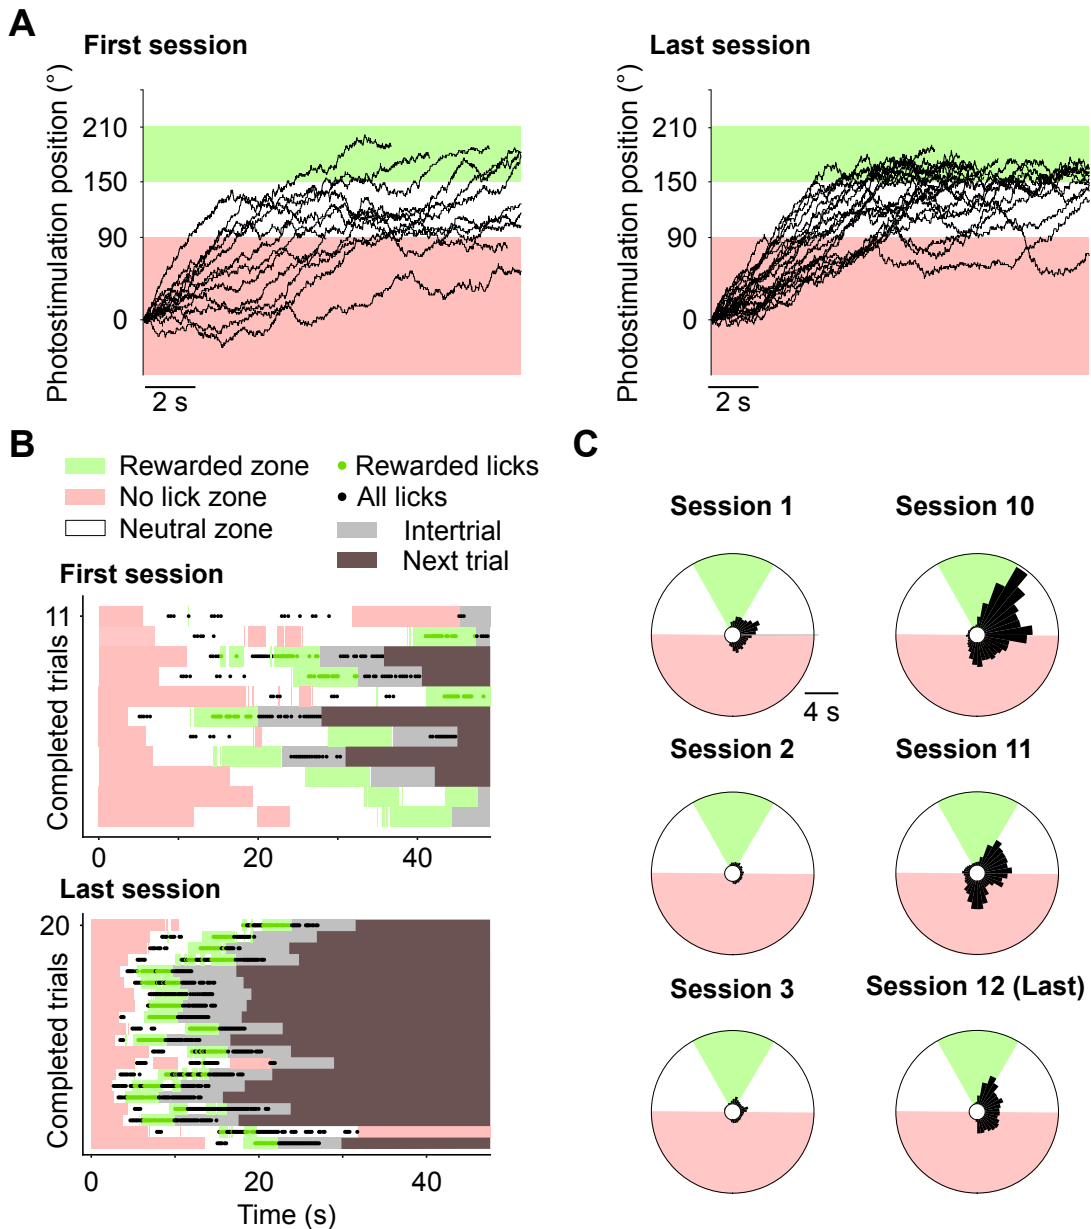 A
First session
Last session
Photostimulation position (°)
210
150
90
0
2 s
Photostimulation position (°)
210
150
90
0
2 s
B
Rewarded zone
No lick zone
Neutral zone
Rewarded licks
All licks
Intertrial
Next trial
First session
Completed trials
11
1
0
20
40
Last session
Completed trials
20
1
0
20
40
Time (s)
C
Session 1
Session 10
4 s
Session 2
Session 11
Session 3
Session 12 (Last)